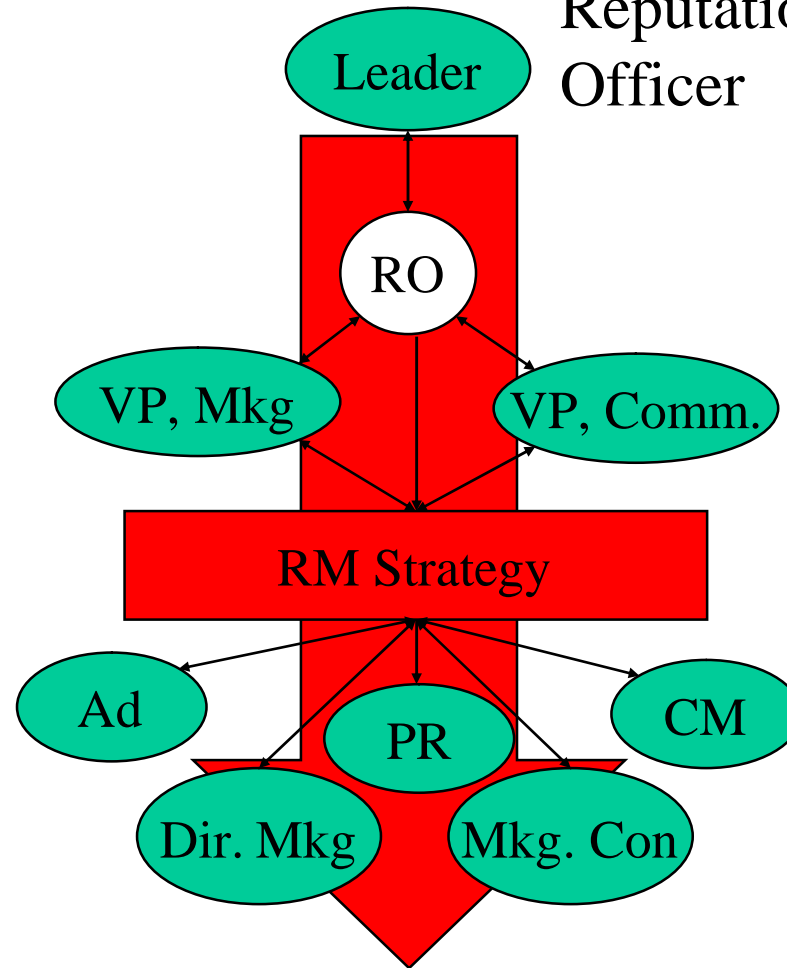 Officer
Leader
RO
VP, Mkg
VP, Comm.
RM Strategy
Ad
PR
CM
Dir. Mkg
Mkg. Con